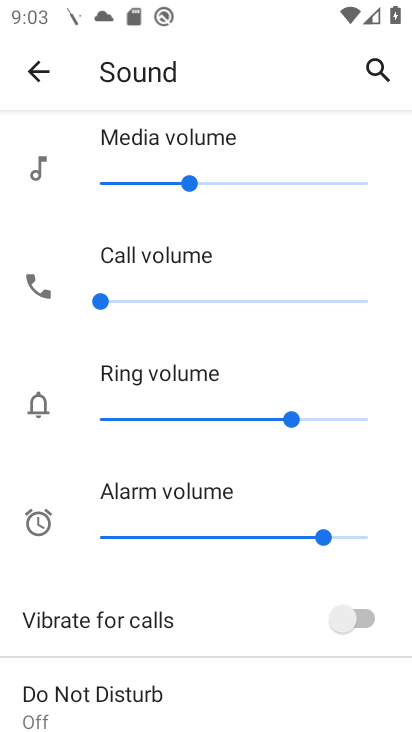 9:03
Sound
Media volume
Call volume
Ring volume
Alarm volume
Vibrate for calls
Do Not Disturb
Off